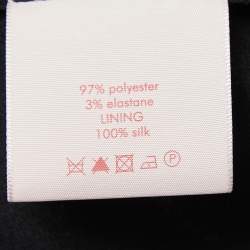 97% polyester
3% elastane
LINING
100% silk
P